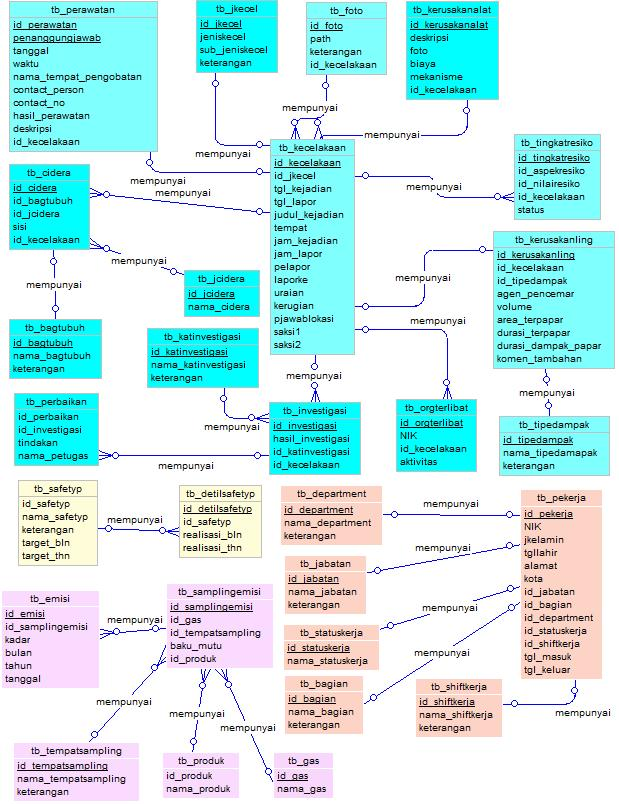 tb_perawatan
id_perawatan
penanggungjawab
tanggal
waktu
nama_tempat_pengobatan
contact_person
contact_no
hasil_perawatan
deskripsi
id_kecelakaan
tb_jkecel
id_jkecel
jeniskecel
sub_jeniskecel
keterangan
tb_foto
id_foto
path
keterangan
id_kecelakaan
tb_kerusakanalat
id_kerusakanalat
deskripsi
foto
biaya
mekanisme
id_kecelakaan
mempunyai
mempunyai
mempunyai
mempunyai
tb_kecelakaan
id_kecelakaan
id_jkecel
tgl_kejadian
tgl_lapor
judul_kejadian
tempat
jam_kejadian
jam_lapor
pelapor
laporke
uraian
kerugian
pjawablokasi
saksi1
saksi2
mempunyai
tb_tingkatresiko
id_tingkatresiko
id_aspekresiko
id_nilairesiko
id_kecelakaan
status
tb_cidera
id_cidera
id_bagtubuh
id_jcidera
sisi
id_kecelakaan
mempunyai
mempunyai
tb_jcidera
id_jcidera
nama_cidera
mempunyai
tb_kerusakanling
id_kerusakanling
id_kecelakaan
id_tipedampak
agen_pencemar
volume
area_terpapar
durasi_terpapar
durasi_dampak_papar
komen_tambahan
mempunyai
tb_bagtubuh
id_bagtubuh
nama_bagtubuh
keterangan
mempunyai
tb_katinvestigasi
id_katinvestigasi
nama_katinvestigasi
keterangan
mempunyai
mempunyai
mempunyai
tb_perbaikan
id_perbaikan
id_investigasi
tindakan
nama_petugas
mempunyai
mempunyai
tb_investigasi
id_investigasi
hasil_investigasi
id_katinvestigasi
id_kecelakaan
tb_orgterlibat
id_orgterlibat
NIK
id_kecelakaan
aktivitas
tb_tipedampak
id_tipedampak
nama_tipedamapak
keterangan
tb_safetyp
id_safetyp
nama_safetyp
keterangan
target_bln
target_thn
mempunyai
tb_detilsafetyp
id_detilsafetyp
id_safetyp
realisasi_bln
realisasi_thn
tb_department
id_department
nama_department
keterangan
mempunyai
tb_pekerja
id_pekerja
NIK
jkelamin
tgllahir
alamat
kota
id_jabatan
id_bagian
id_department
id_statuskerja
id_shiftkerja
tgl_masuk
tgl_keluar
tb_jabatan
id_jabatan
nama_jabatan
keterangan
mempunyai
tb_statuskerja
id_statuskerja
nama_statuskerja
mempunyai
tb_bagian
id_bagian
nama_bagian
keterangan
mempunyai
tb_shiftkerja
id_shiftkerja
nama_shiftkerja
keterangan
mempunyai
tb_emisi
id_emisi
id_samplingemisi
kadar
bulan
tahun
tanggal
mempunyai
tb_samplingemisi
id_samplingemisi
id_gas
id_tempatsampling
baku_mutu
id_produk
mempunyai
mempunyai
mempunyai
tb_tempatsampling
id_tempatsampling
nama_tempatsampling
keterangan
tb_produk
id_produk
nama_produk
tb_gas
id_gas
nama_gas